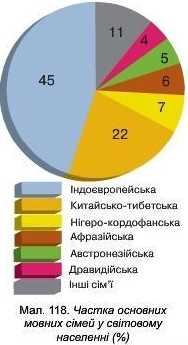 11
4
5
6
7
22
45
Індоєвропейська
Китайсько-тибетська
Нігеро-кордофанська
Афразійська
Австронезійська
Дравидійська
Інші сім'ї
Мал. 118. Частка основних
мовних сімей у світовому
населенні (%)